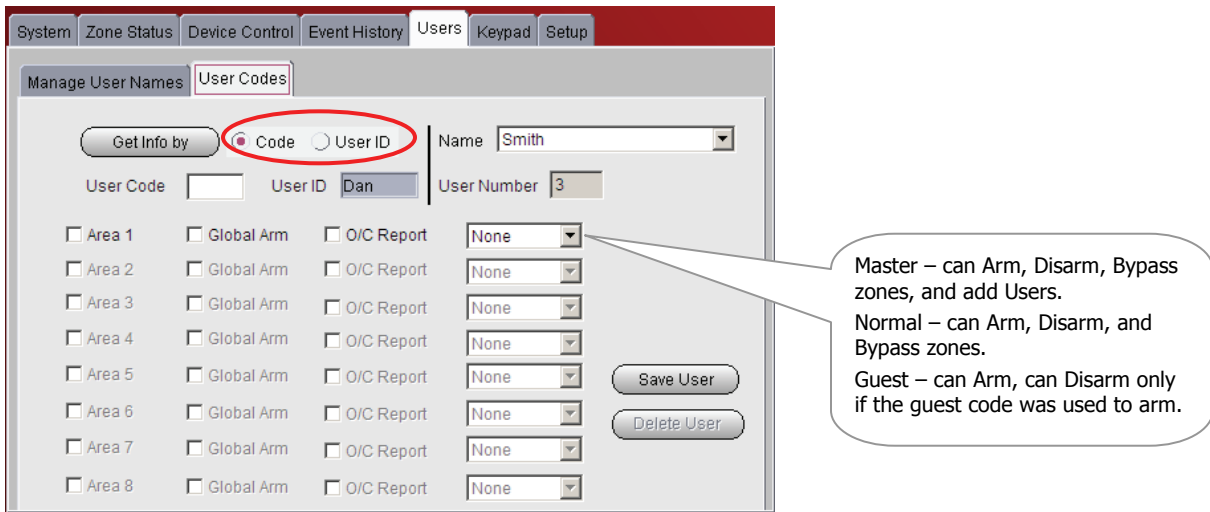 System Zone Status Device Control Event History Users Keypad Setup
Manage User Names User Codes
Get Info by Code User ID Name Smith
User Code User ID Dan User Number 3
Area 1 Global Arm O/C Report None
Area 2 Global Arm O/C Report None
Area 3 Global Arm O/C Report None
Area 4 Global Arm O/C Report None
Area 5 Global Arm O/C Report None
Area 6 Global Arm O/C Report None
Area 7 Global Arm O/C Report None
Area 8 Global Arm O/C Report None
Save User
Delete User
Master – can Arm, Disarm, Bypass
zones, and add Users.
Normal – can Arm, Disarm, and
Bypass zones.
Guest – can Arm, can Disarm only
if the guest code was used to arm.